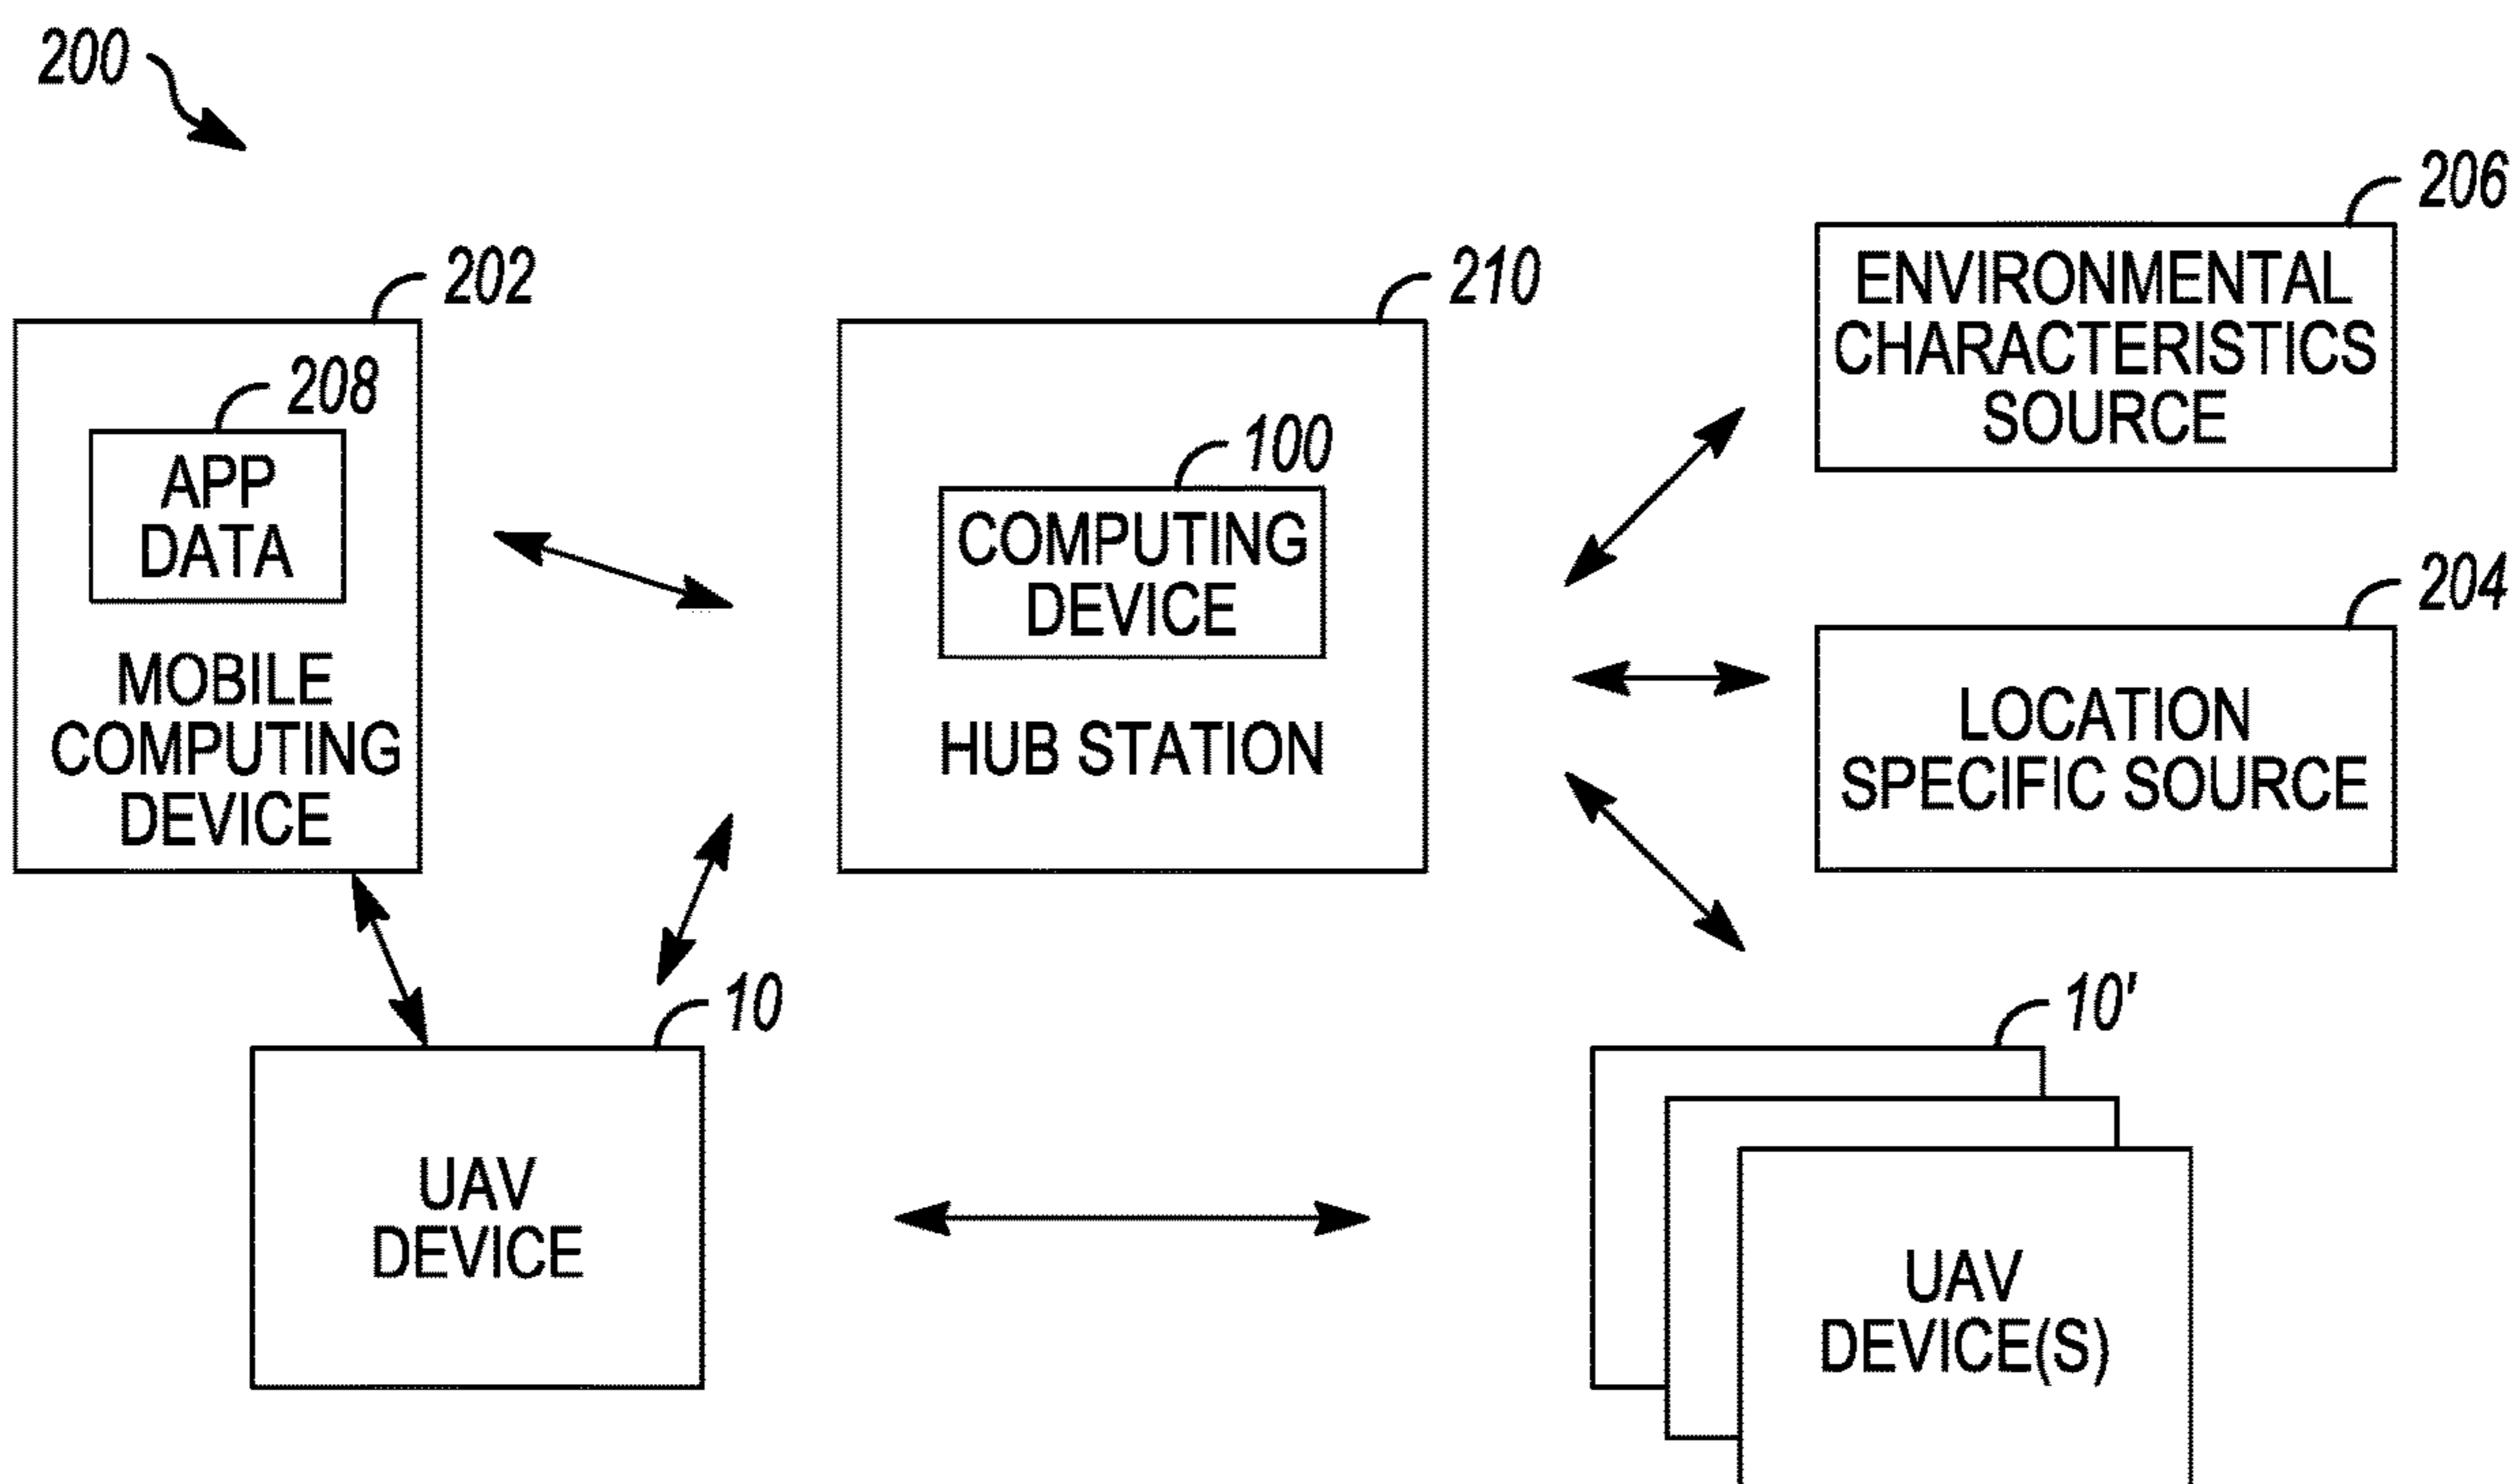 200
206
202
210
ENVIRONMENTAL
CHARACTERISTICS
SOURCE
208
100
APP
DATA
COMPUTING
DEVICE
204
MOBILE
COMPUTING
DEVICE
HUB STATION
LOCATION
SPECIFIC SOURCE
10
10'
UAV
DEVICE
UAV
DEVICE(S)